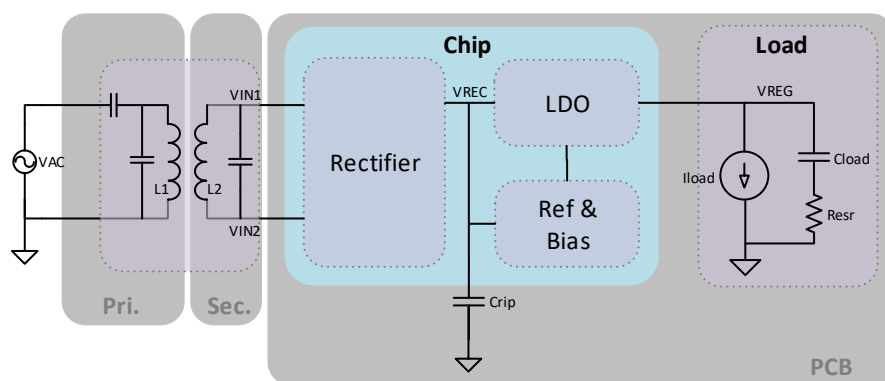 Chip
Load
VIN1
VREC
LDO
VREG
VAC
L1
L2
Rectifier
Iload
Cload
Resr
Ref &
Bias
VIN2
Pri.
Sec.
Crip
PCB